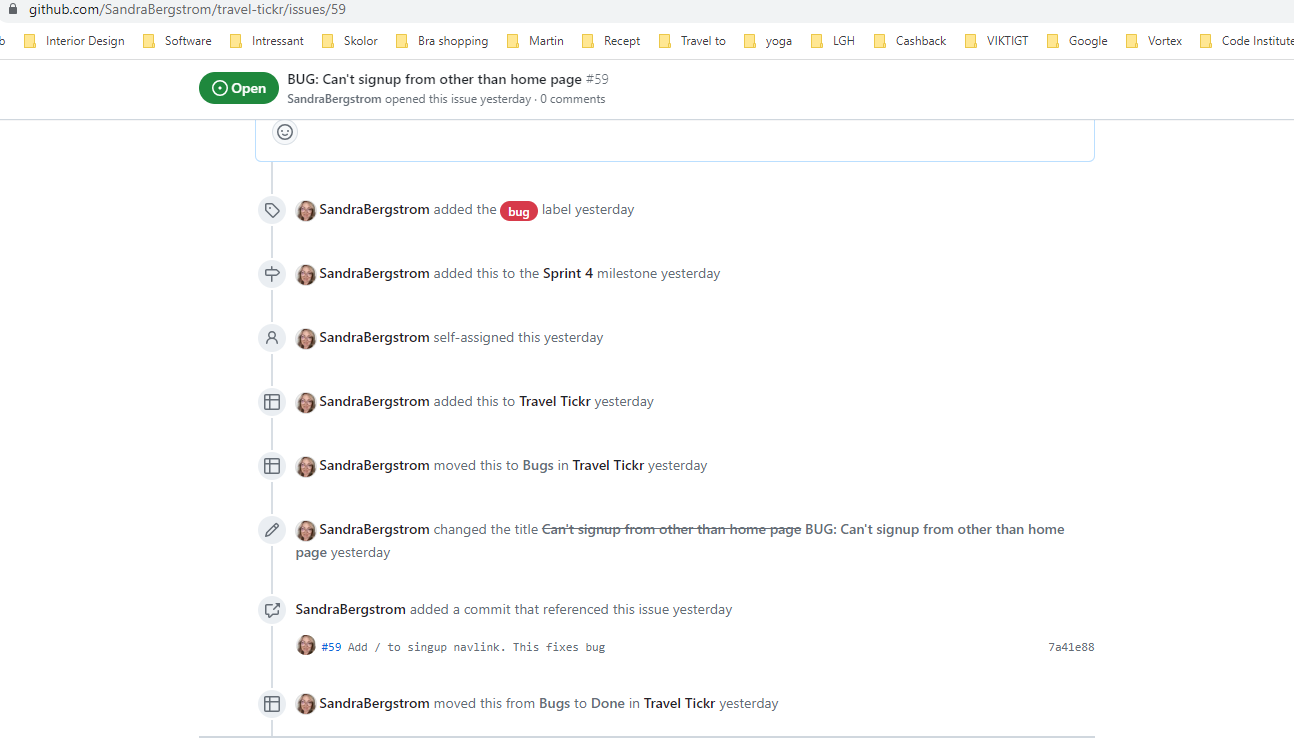 github.com/SandraBergstrom/travel-tickr/issues/59
b Interior Design Software Intressant Skolor Bra shopping Martin Recept Travel to yoga LGH Cashback VIKTIGT Google Vortex Code Institute
Open
BUG: Can't signup from other than home page #59
SandraBergstrom opened this issue yesterday · 0 comments
SandraBergstrom added the bug label yesterday
SandraBergstrom added this to the Sprint 4 milestone yesterday
SandraBergstrom self-assigned this yesterday
SandraBergstrom added this to Travel Tickr yesterday
SandraBergstrom moved this to Bugs in Travel Tickr yesterday
SandraBergstrom changed the title Can't signup from other than home page BUG: Can't signup from other than home
page yesterday
SandraBergstrom added a commit that referenced this issue yesterday
#59 Add / to singup navlink. This fixes bug 7a41e88
SandraBergstrom moved this from Bugs to Done in Travel Tickr yesterday